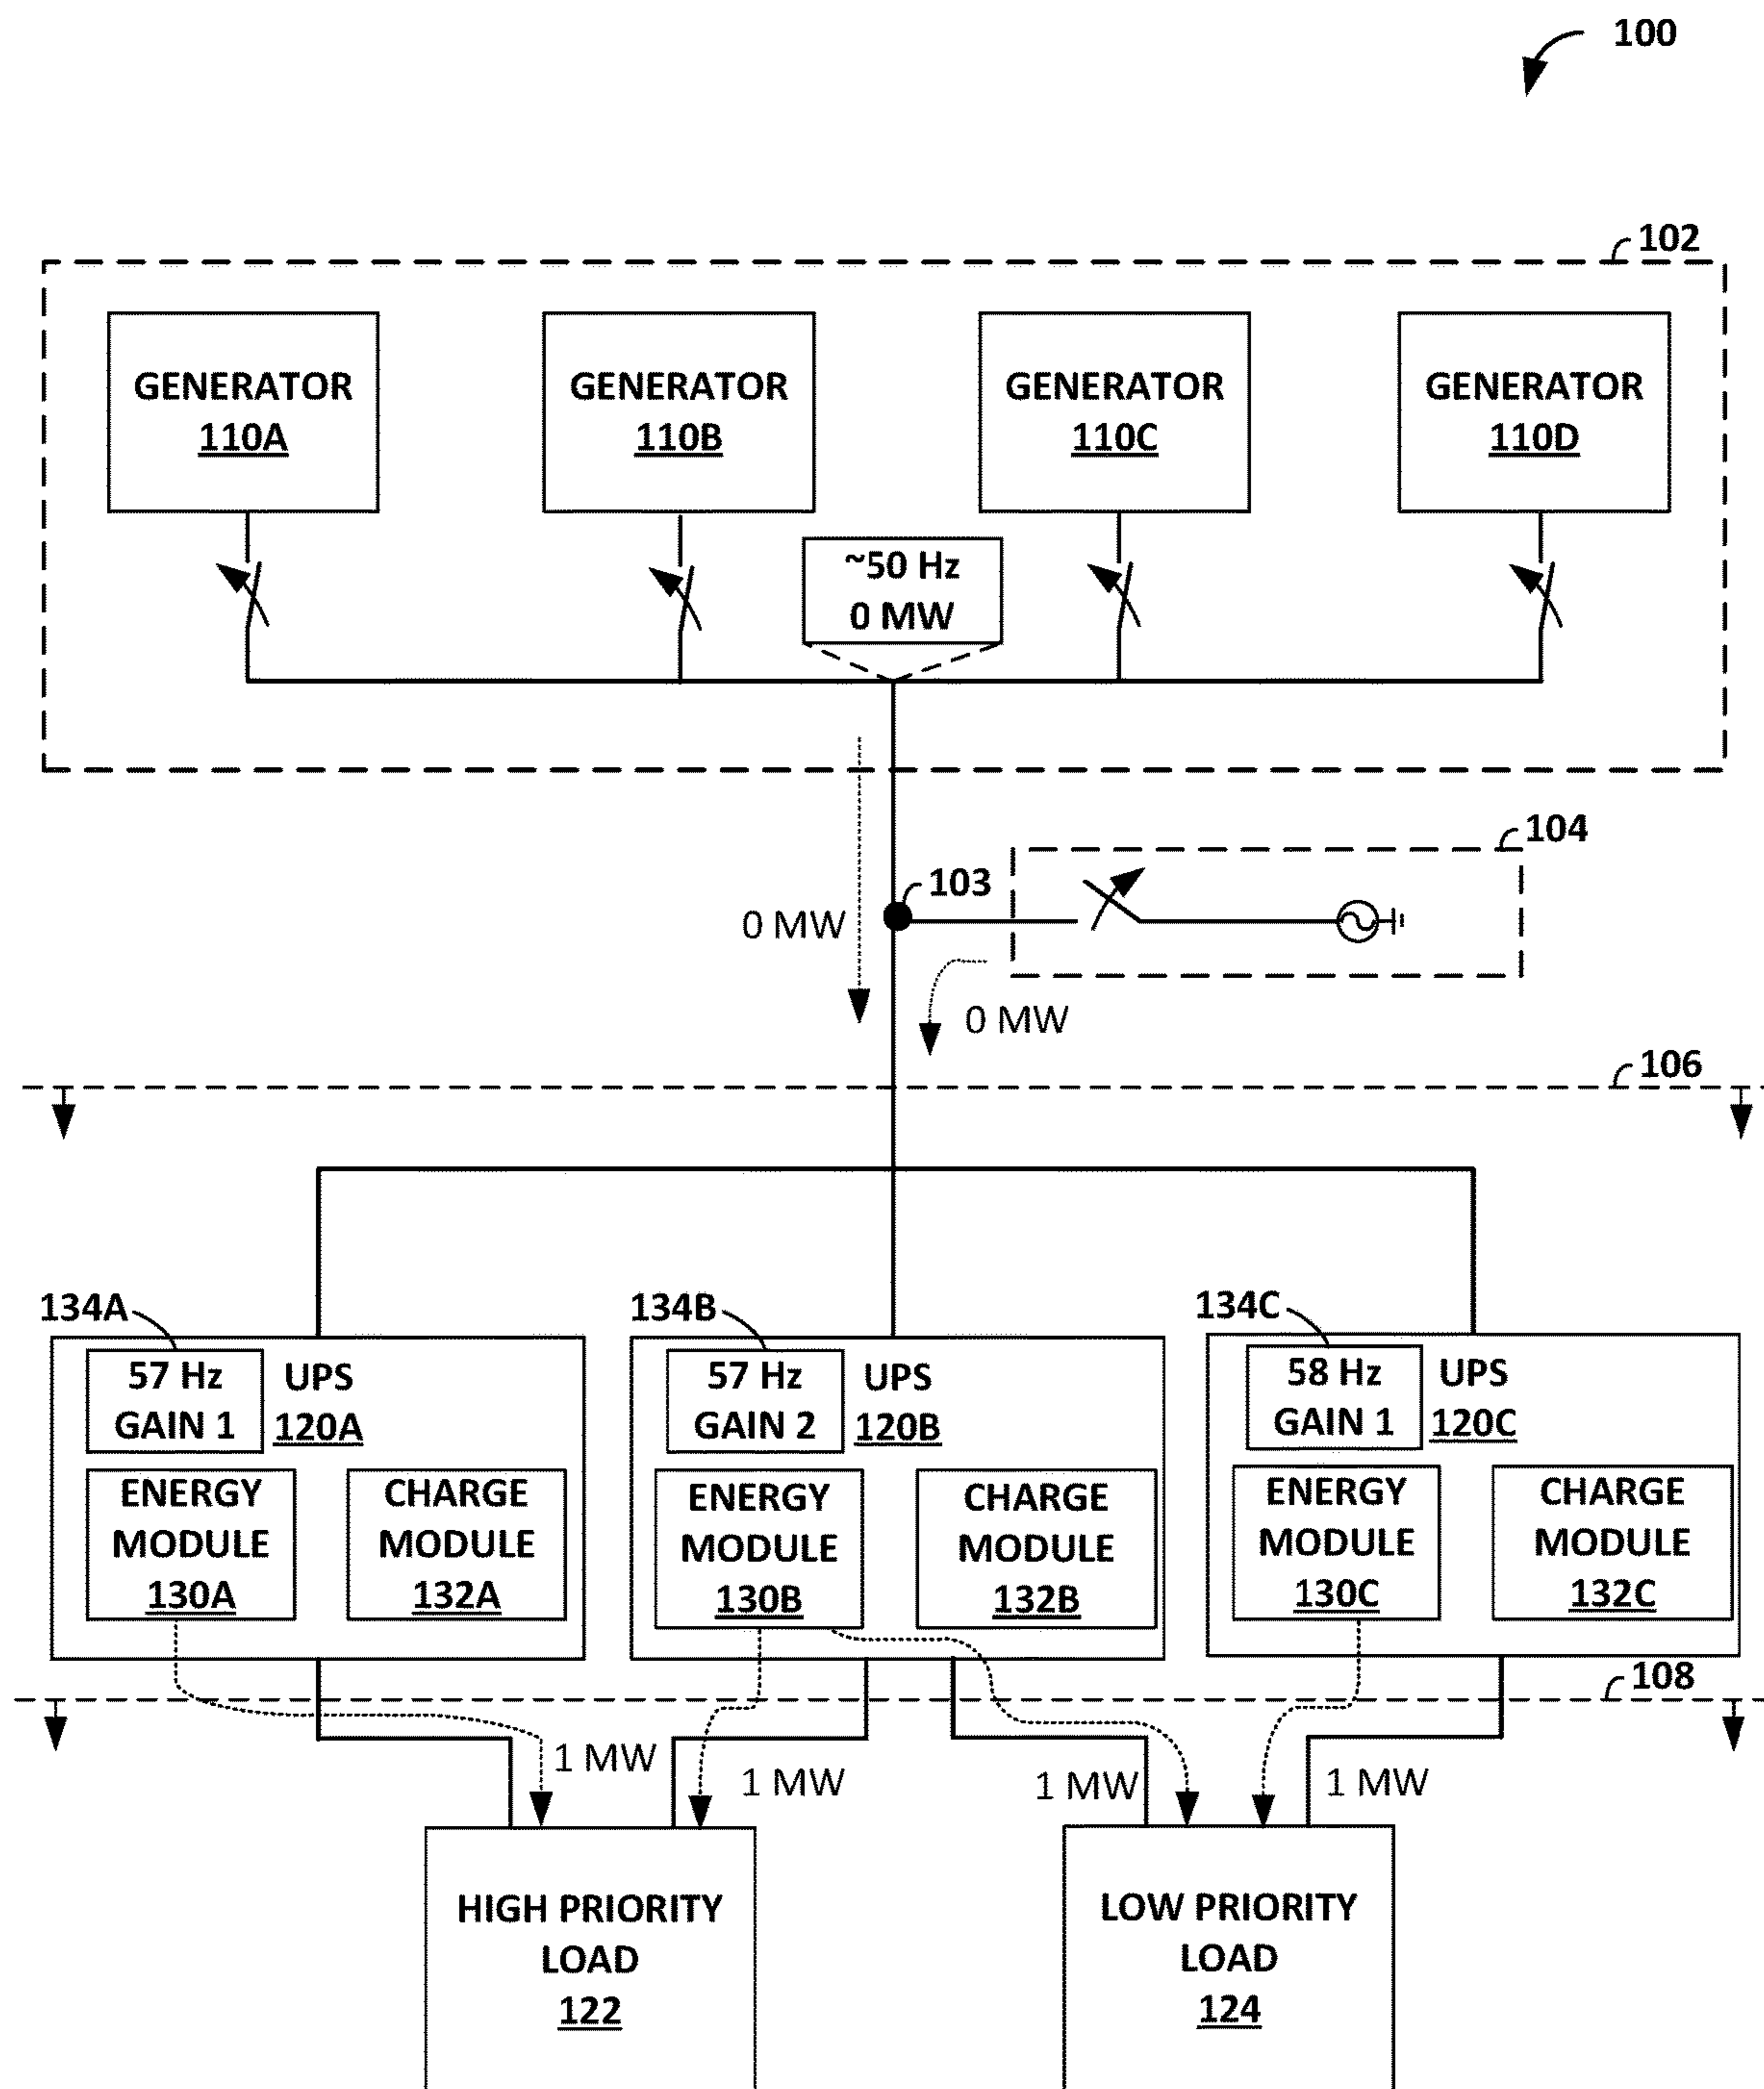 100
102
GENERATOR
110A
GENERATOR
110B
GENERATOR
110C
GENERATOR
110D
~50 Hz
0 MW
104
103
0 MW
0 MW
106
134A
134B
134C
57 Hz
GAIN 1
UPS
120A
ENERGY
MODULE
130A
CHARGE
MODULE
132A
57 Hz
GAIN 2
UPS
120B
ENERGY
MODULE
130B
CHARGE
MODULE
132B
58 Hz
GAIN 1
UPS
120C
ENERGY
MODULE
130C
CHARGE
MODULE
132C
108
1 MW
1 MW
1 MW
1 MW
HIGH PRIORITY
LOAD
122
LOW PRIORITY
LOAD
124